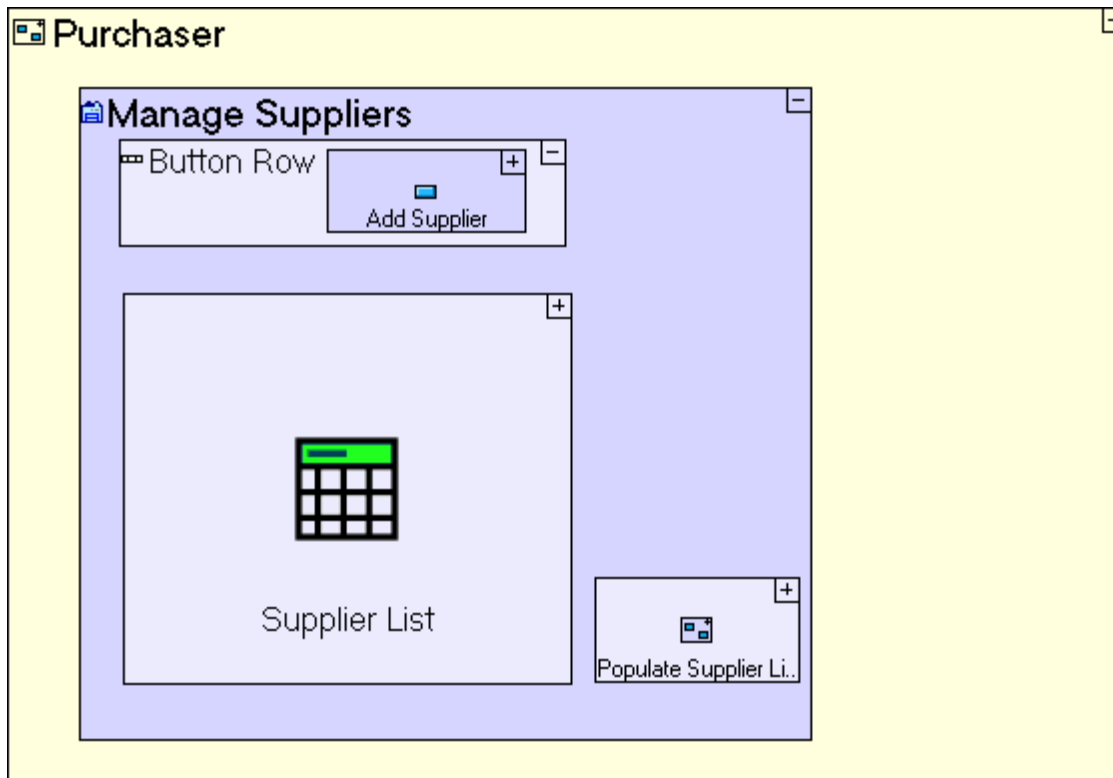 Purchaser
Manage Suppliers
Button Row
Add Supplier
Supplier List
Populate Supplier Li..